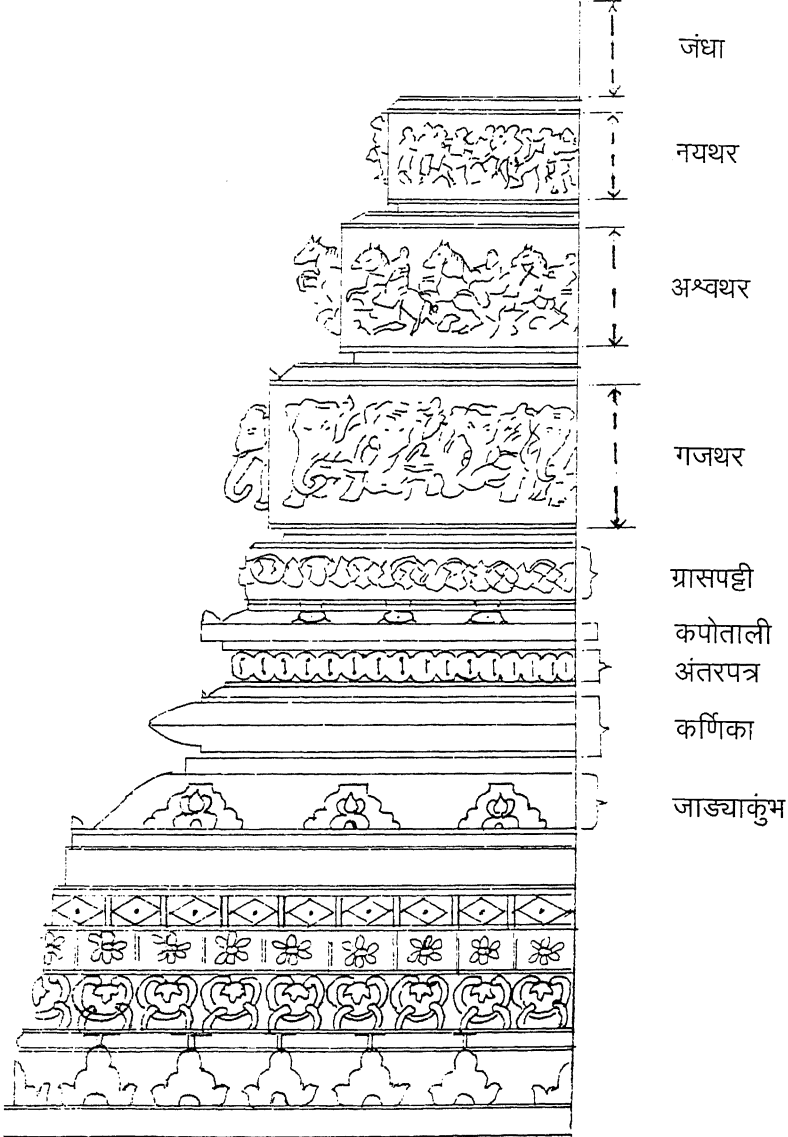 जंधा
नयथर
अश्वथर
गजथर
ग्रासपट्टी
कपोताली
अंतरपत्र
कर्णिका
जाड्याकुंभ